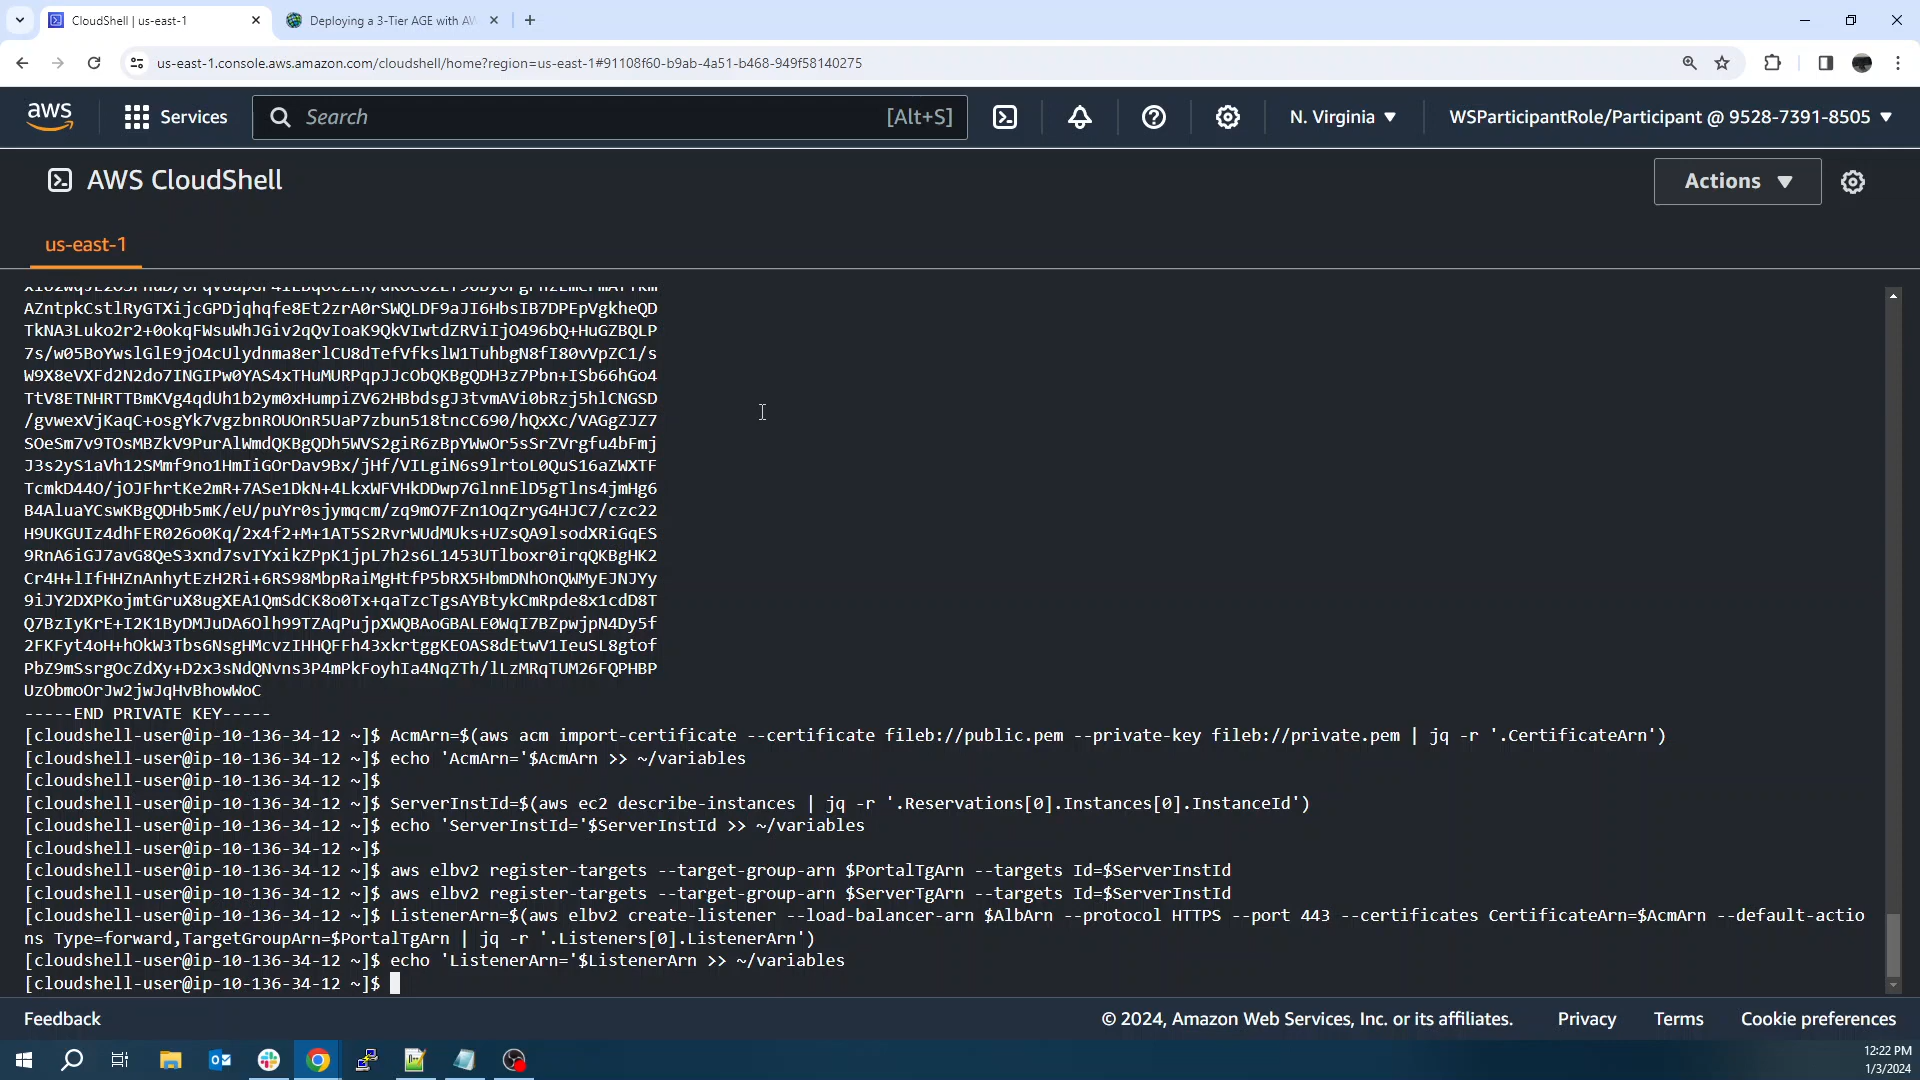 CloudShell | us-east-1
Deploying a 3-Tier AGE with AW
us-east-1.console.aws.amazon.com/cloudshell/home?region=us-east-1#91108f60-b9ab-4a51-b468-949f58140275
aws
Services
Search
[Alt+S]
N. Virginia
WSParticipantRole/Participant @ 9528-7391-8505
AWS CloudShell
Actions
us-east-1
AZntpkCstlRyGTXijcGPDjqhqfe8Et2zrA0rSWQLDF9aJI6HbsIB7DPEpVgkheQD
TkNA3Luko2r2+0okqFWsuWhJGiv2qQvIoaK9QkVIwtdZRViIjO496bQ+HuGZBQLP
7s/w05BoYwslGlE9jO4cUlydnma8erlCU8dTefVfkslW1TuhbgN8fI80vVpZC1/s
W9X8eVXFd2N2do7INGIPw0YAS4xTHuMURPqpJJcObQKBgQDH3z7Pbn+ISb66hGo4
TtV8ETNHRTTBmKVg4qdUh1b2ym0xHumpiZV62HBbdsgJ3tvmAVi0bRzj5hlCNGSD
/gvwexVjKaqC+osgYk7vgzbnROUOnR5UaP7zbun518tncC690/hQxXc/VAGgZJZ7
SOeSm7v9TOsMBZkV9PurAlWmdQKBgQDh5WVS2giR6zBpYWwOr5sSrZVrgfu4bFmj
J3s2yS1aVh12SMmf9no1HmIiGOrDav9Bx/jHf/VILgiN6s9lrtoL0QuS16aZWXTF
TcmkD44O/jOJFhrtKe2mR+7ASe1DkN+4LkxWFVHkDDwp7GlnnElD5gTlns4jmHg6
B4AluaYCswKBgQDHb5mK/eU/puYr0sjymqcm/zq9mO7FZn1OqZryG4HJC7/czc22
H9UKGUIz4dhFER026o0Kq/2x4f2+M+1AT5S2RvrWUdMUks+UZsQA9lsodXRiGqES
9RnA6iGJ7avG8QeS3xnd7svIYxikZPpK1jpL7h2s6L1453UTlboxr0irqQKBgHK2
Cr4H+lIfHHZnAnhytEzH2Ri+6RS98MbpRaiMgHtfP5bRX5HbmDNhOnQWMyEJNJYy
9iJY2DXPKojmtGruX8ugXEA1QmSdCK8o0Tx+qaTzcTgsAYBtykCmRpde8x1cdD8T
Q7BzIyKrE+I2K1ByDMJuDA6Olh99TZAqPujpXWQBAoGBALE0WqI7BZpwjpN4Dy5f
2FKFyt4oH+hOkW3Tbs6NsgHMcvzIHHQFFh43xkrtggKEOAS8dEtwV1IeuSL8gtof
PbZ9mSsrgOcZdXy+D2x3sNdQNvns3P4mPkFoyhIa4NqZTh/lLzMRqTUM26FQPHBP
UzObmoOrJw2jwJqHvBhowWoC
-----END PRIVATE KEY-----
[cloudshell-user@ip-10-136-34-12 ~]$ AcmArn=$(aws acm import-certificate --certificate fileb://public.pem --private-key fileb://private.pem | jq -r '.CertificateArn')
[cloudshell-user@ip-10-136-34-12 ~]$ echo 'AcmArn='$AcmArn >> ~/variables
[cloudshell-user@ip-10-136-34-12 ~]$
[cloudshell-user@ip-10-136-34-12 ~]$ ServerInstId=$(aws ec2 describe-instances | jq -r '.Reservations[0].Instances[0].InstanceId')
[cloudshell-user@ip-10-136-34-12 ~]$ echo 'ServerInstId='$ServerInstId >> ~/variables
[cloudshell-user@ip-10-136-34-12 ~]$
[cloudshell-user@ip-10-136-34-12 ~]$ aws elbv2 register-targets --target-group-arn $PortalTgArn --targets Id=$ServerInstId
[cloudshell-user@ip-10-136-34-12 ~]$ aws elbv2 register-targets --target-group-arn $ServerTgArn --targets Id=$ServerInstId
[cloudshell-user@ip-10-136-34-12 ~]$ ListenerArn=$(aws elbv2 create-listener --load-balancer-arn $AlbArn --protocol HTTPS --port 443 --certificates CertificateArn=$AcmArn --default-actio
ns Type=forward,TargetGroupArn=$PortalTgArn | jq -r '.Listeners[0].ListenerArn')
[cloudshell-user@ip-10-136-34-12 ~]$ echo 'ListenerArn='$ListenerArn >> ~/variables
[cloudshell-user@ip-10-136-34-12 ~]$
Feedback
© 2024, Amazon Web Services, Inc. or its affiliates.
Privacy
Terms
Cookie preferences
12:22 PM
1/3/2024